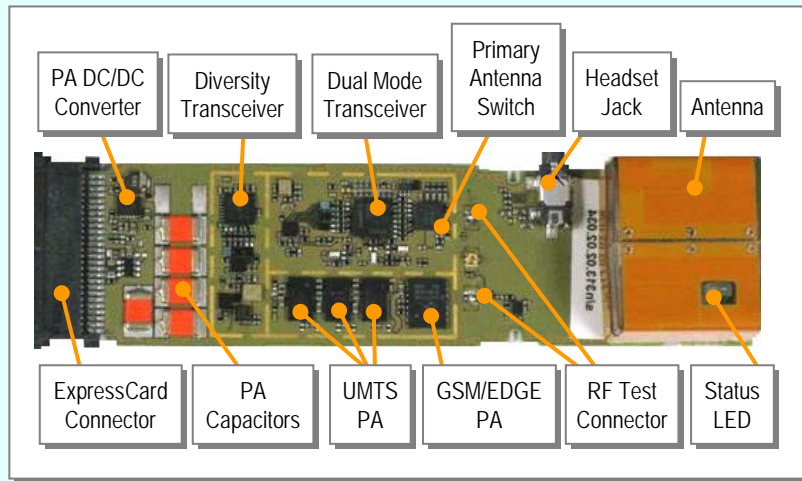 PA DC/DC
Converter
Diversity
Transceiver
Dual Mode
Transceiver
Primary
Antenna
Switch
Headset
Jack
Antenna
ExpressCard
Connector
PA
Capacitors
UMTS
PA
GSM/EDGE
PA
RF Test
Connector
Status
LED